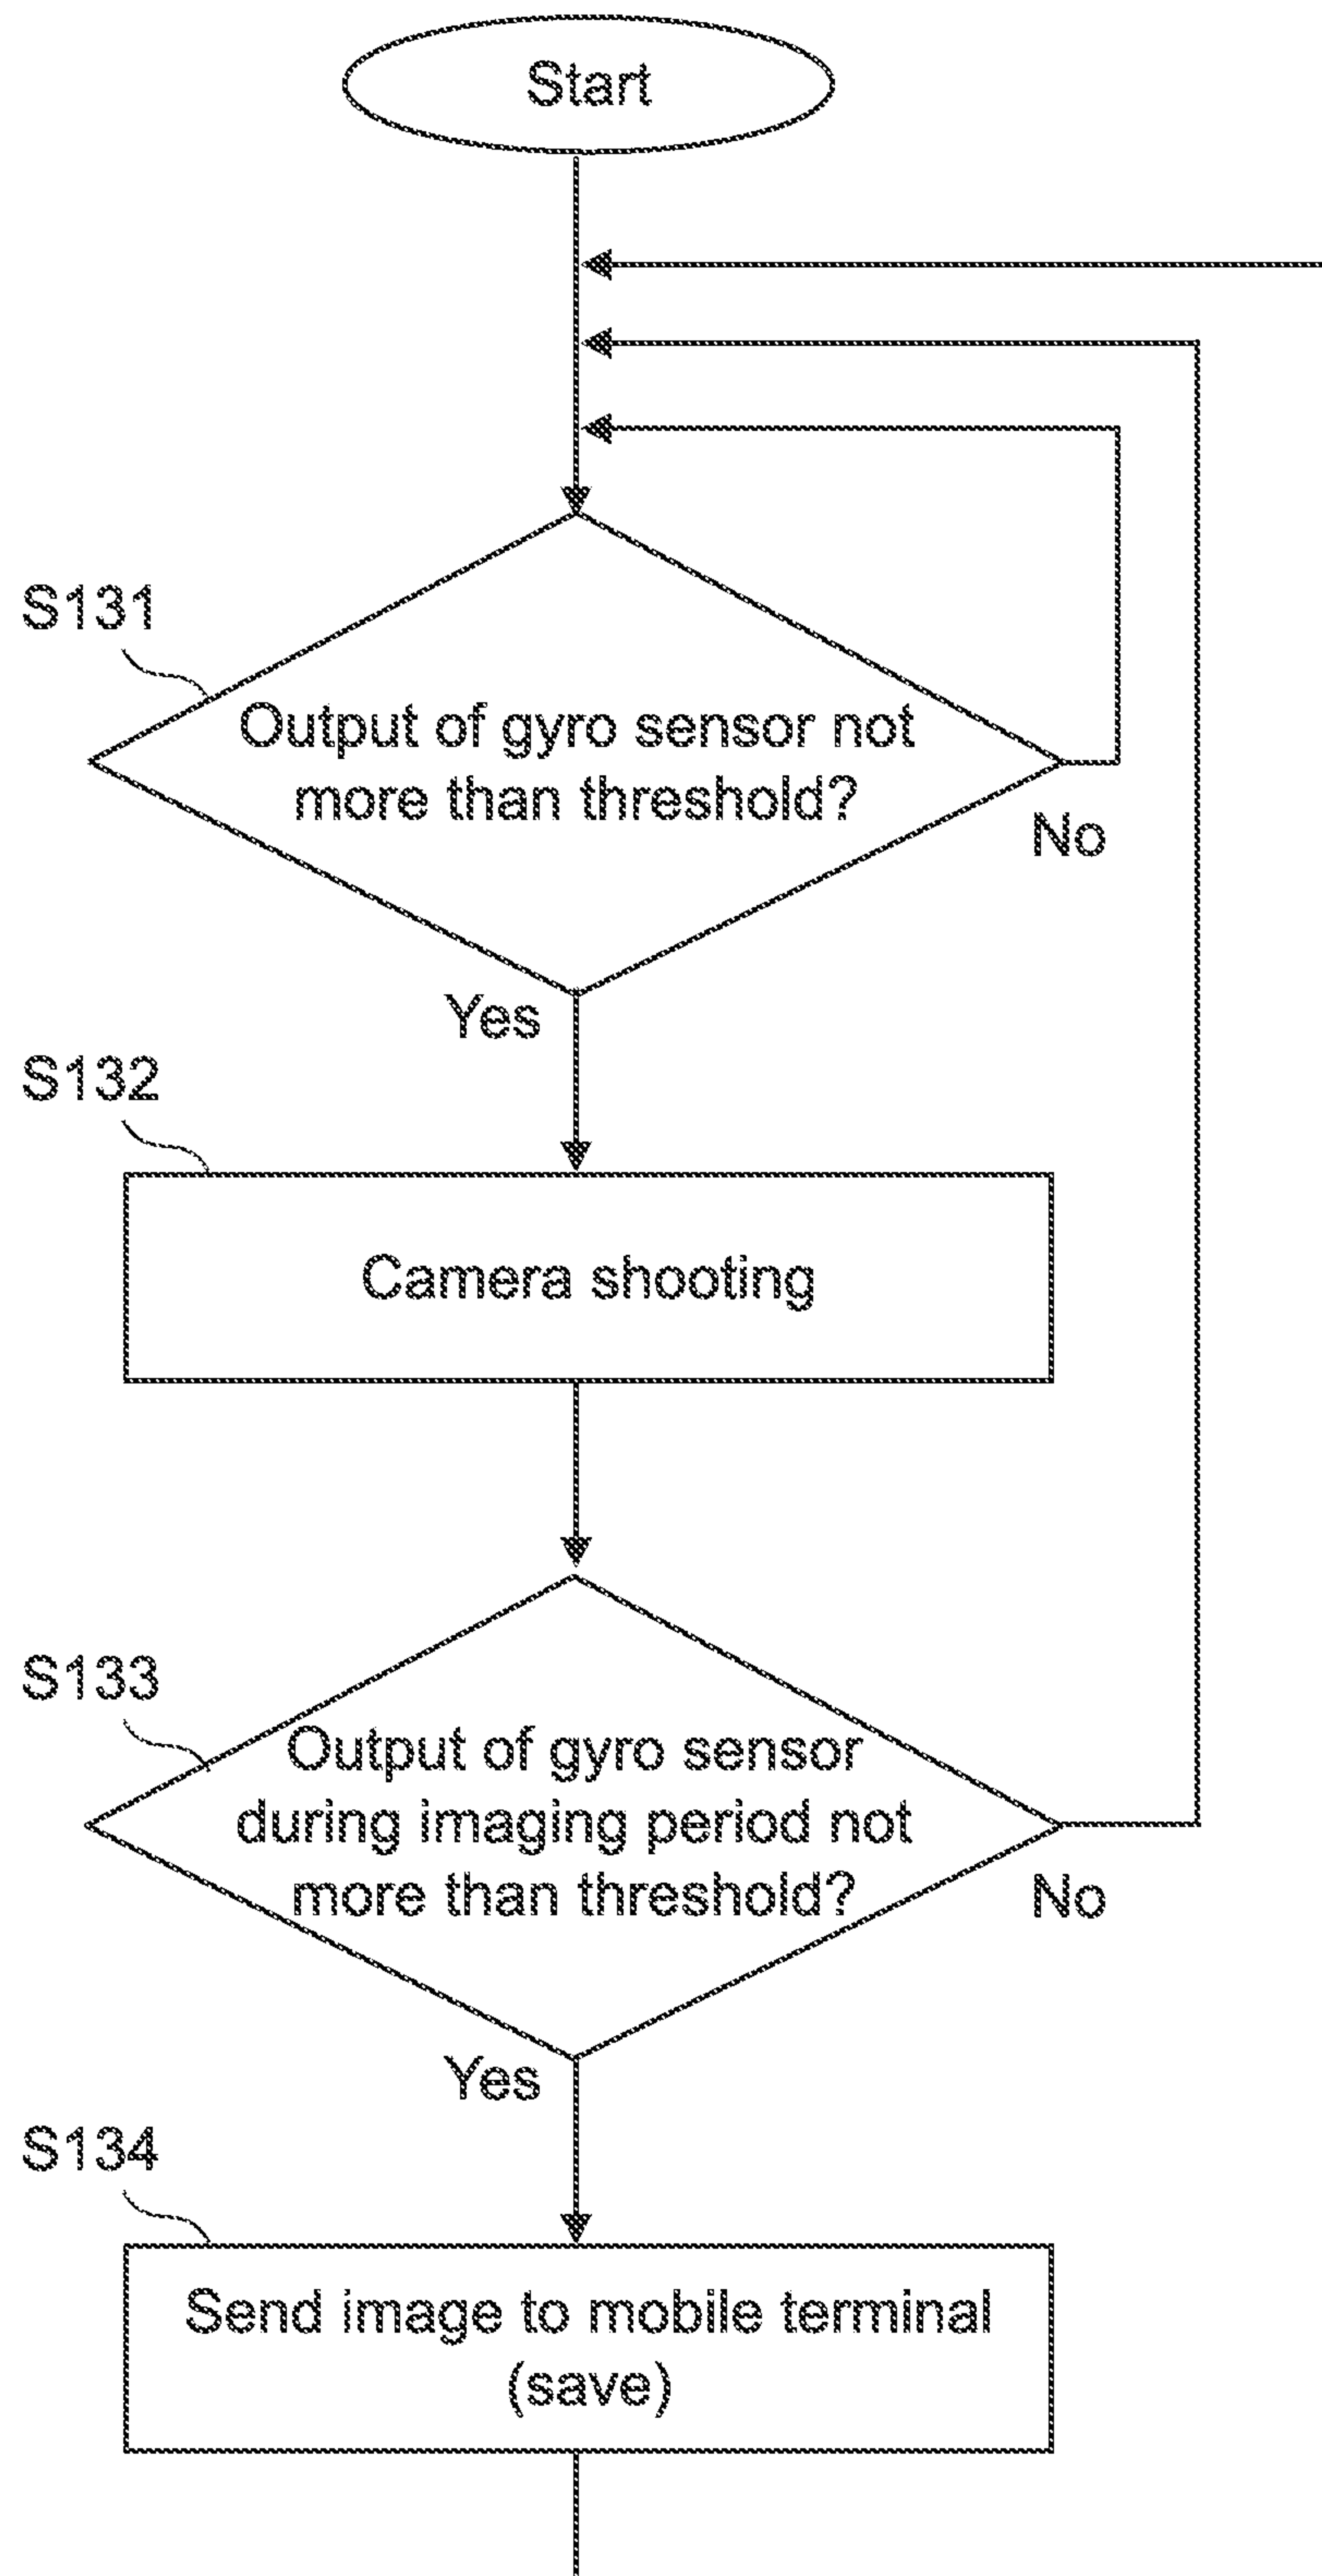 Start
S131
Output of gyro sensor not
more than threshold?
No
Yes
S132
Camera shooting
S133
Output of gyro sensor
during imaging period not
more than threshold?
No
Yes
S134
Send image to mobile terminal
(save)